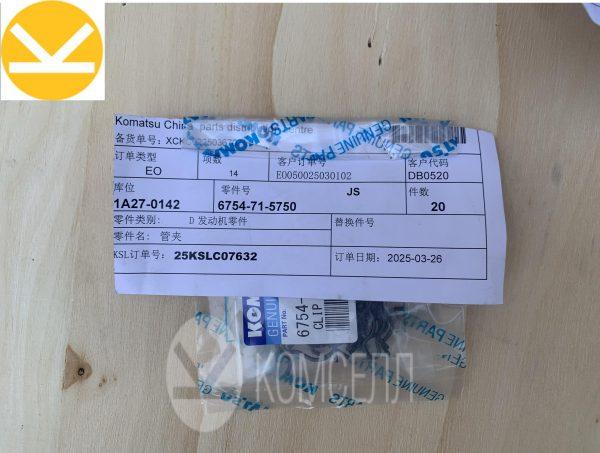 Komatsu China parts distribution centre
备货单号:
订单类型 项数 客户订单号 客户代码
EO 14 E0050025030102 DB0520
库位 零件号 JS 件数
1A27-0142 6754-71-5750 20
零件类别: D 发动机零件 替换件号
零件名: 管夹
KSL订单号: 25KSLC07632 订单日期: 2025-03-26
GENUINE PARTS
GENUINE
PART No.
6754-
CLIP
GENUINE PARTS
КОМСЕЛЛ